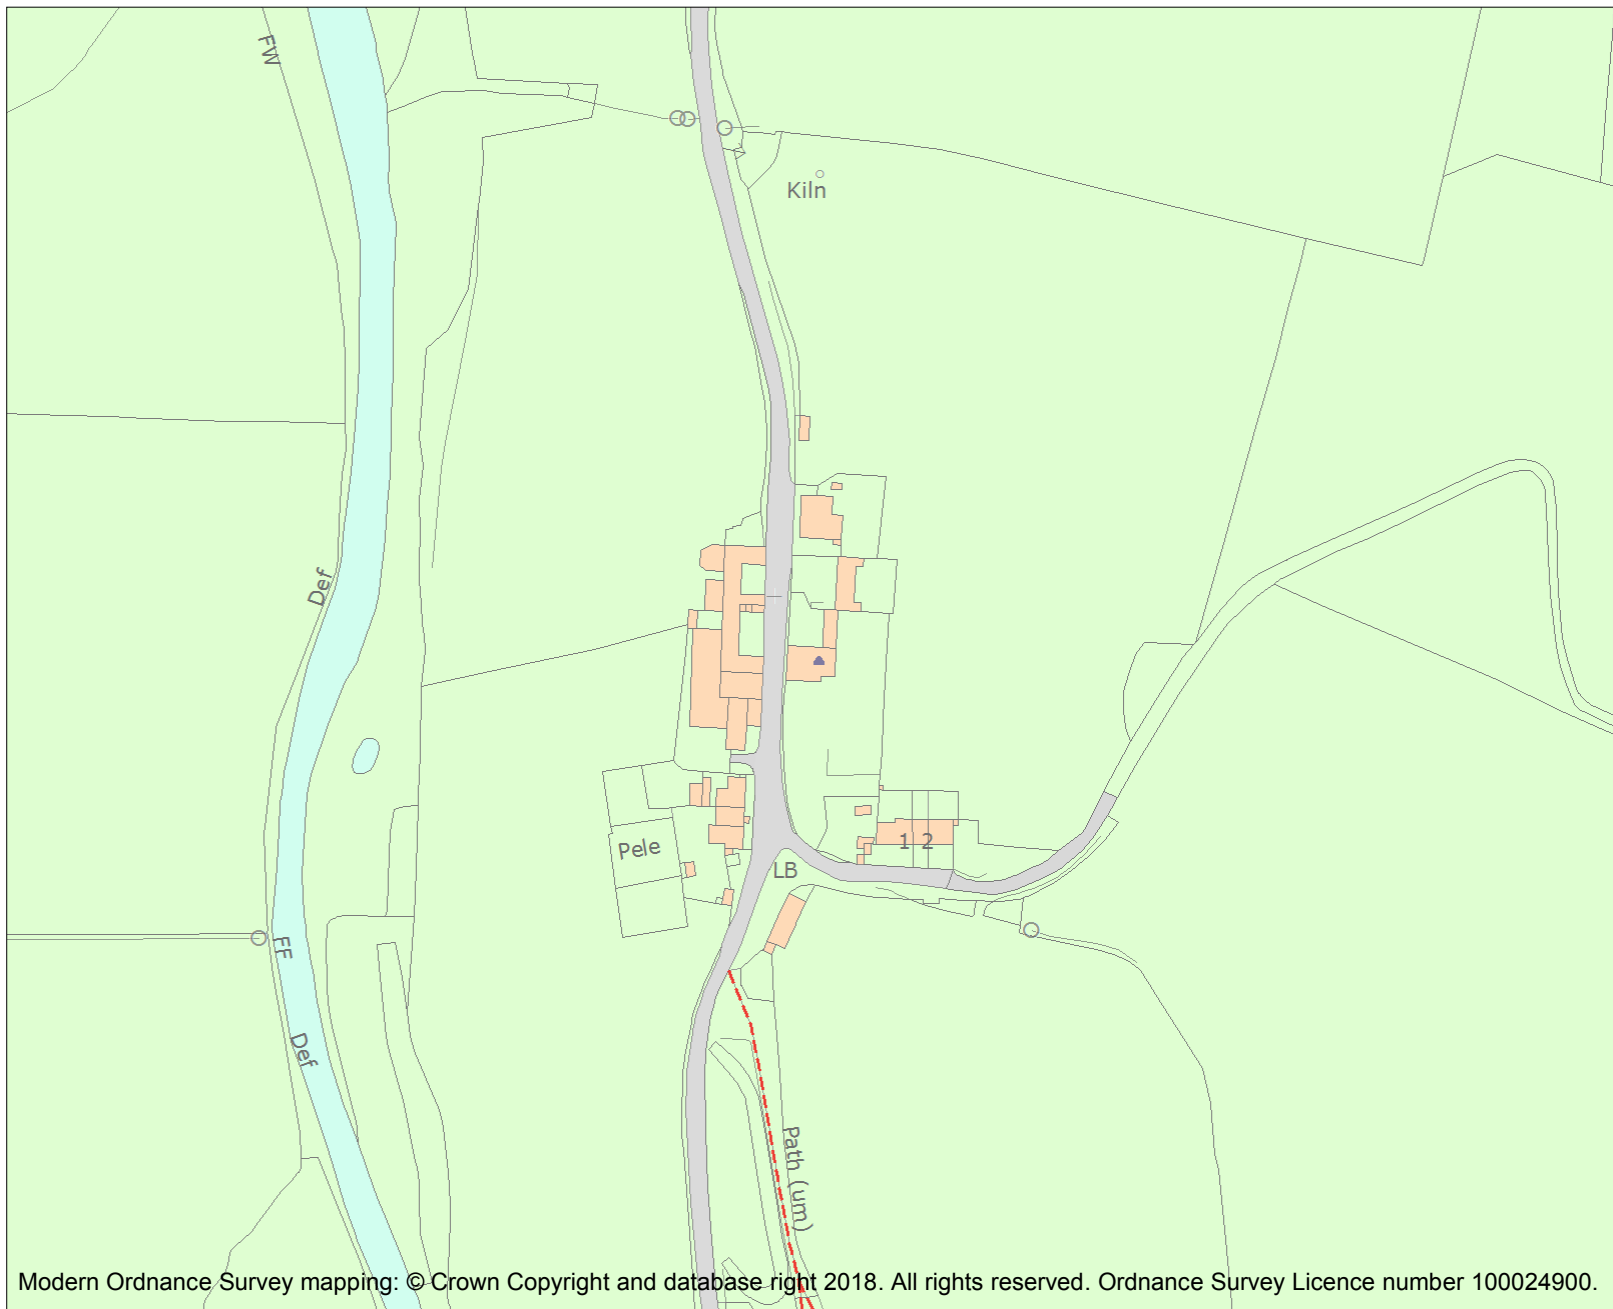 FW
Kiln
Def
Pele
1 2
LB
FF
Def
Path (um)
Modern Ordnance Survey mapping: © Crown Copyright and database right 2018. All rights reserved. Ordnance Survey Licence number 100024900.